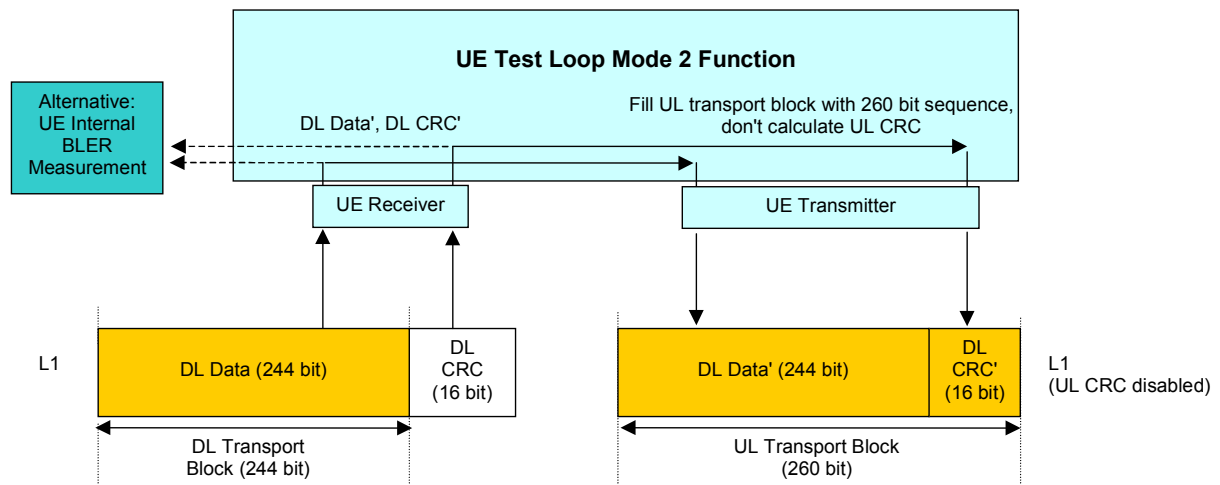 UE Test Loop Mode 2 Function
Alternative:
UE Internal
BLER
Measurement
DL Data', DL CRC'
Fill UL transport block with 260 bit sequence,
don't calculate UL CRC
UE Receiver
UE Transmitter
L1
DL Data (244 bit)
DL
CRC
(16 bit)
DL Data' (244 bit)
DL
CRC'
(16 bit)
L1
(UL CRC disabled)
DL Transport
Block (244 bit)
UL Transport Block
(260 bit)